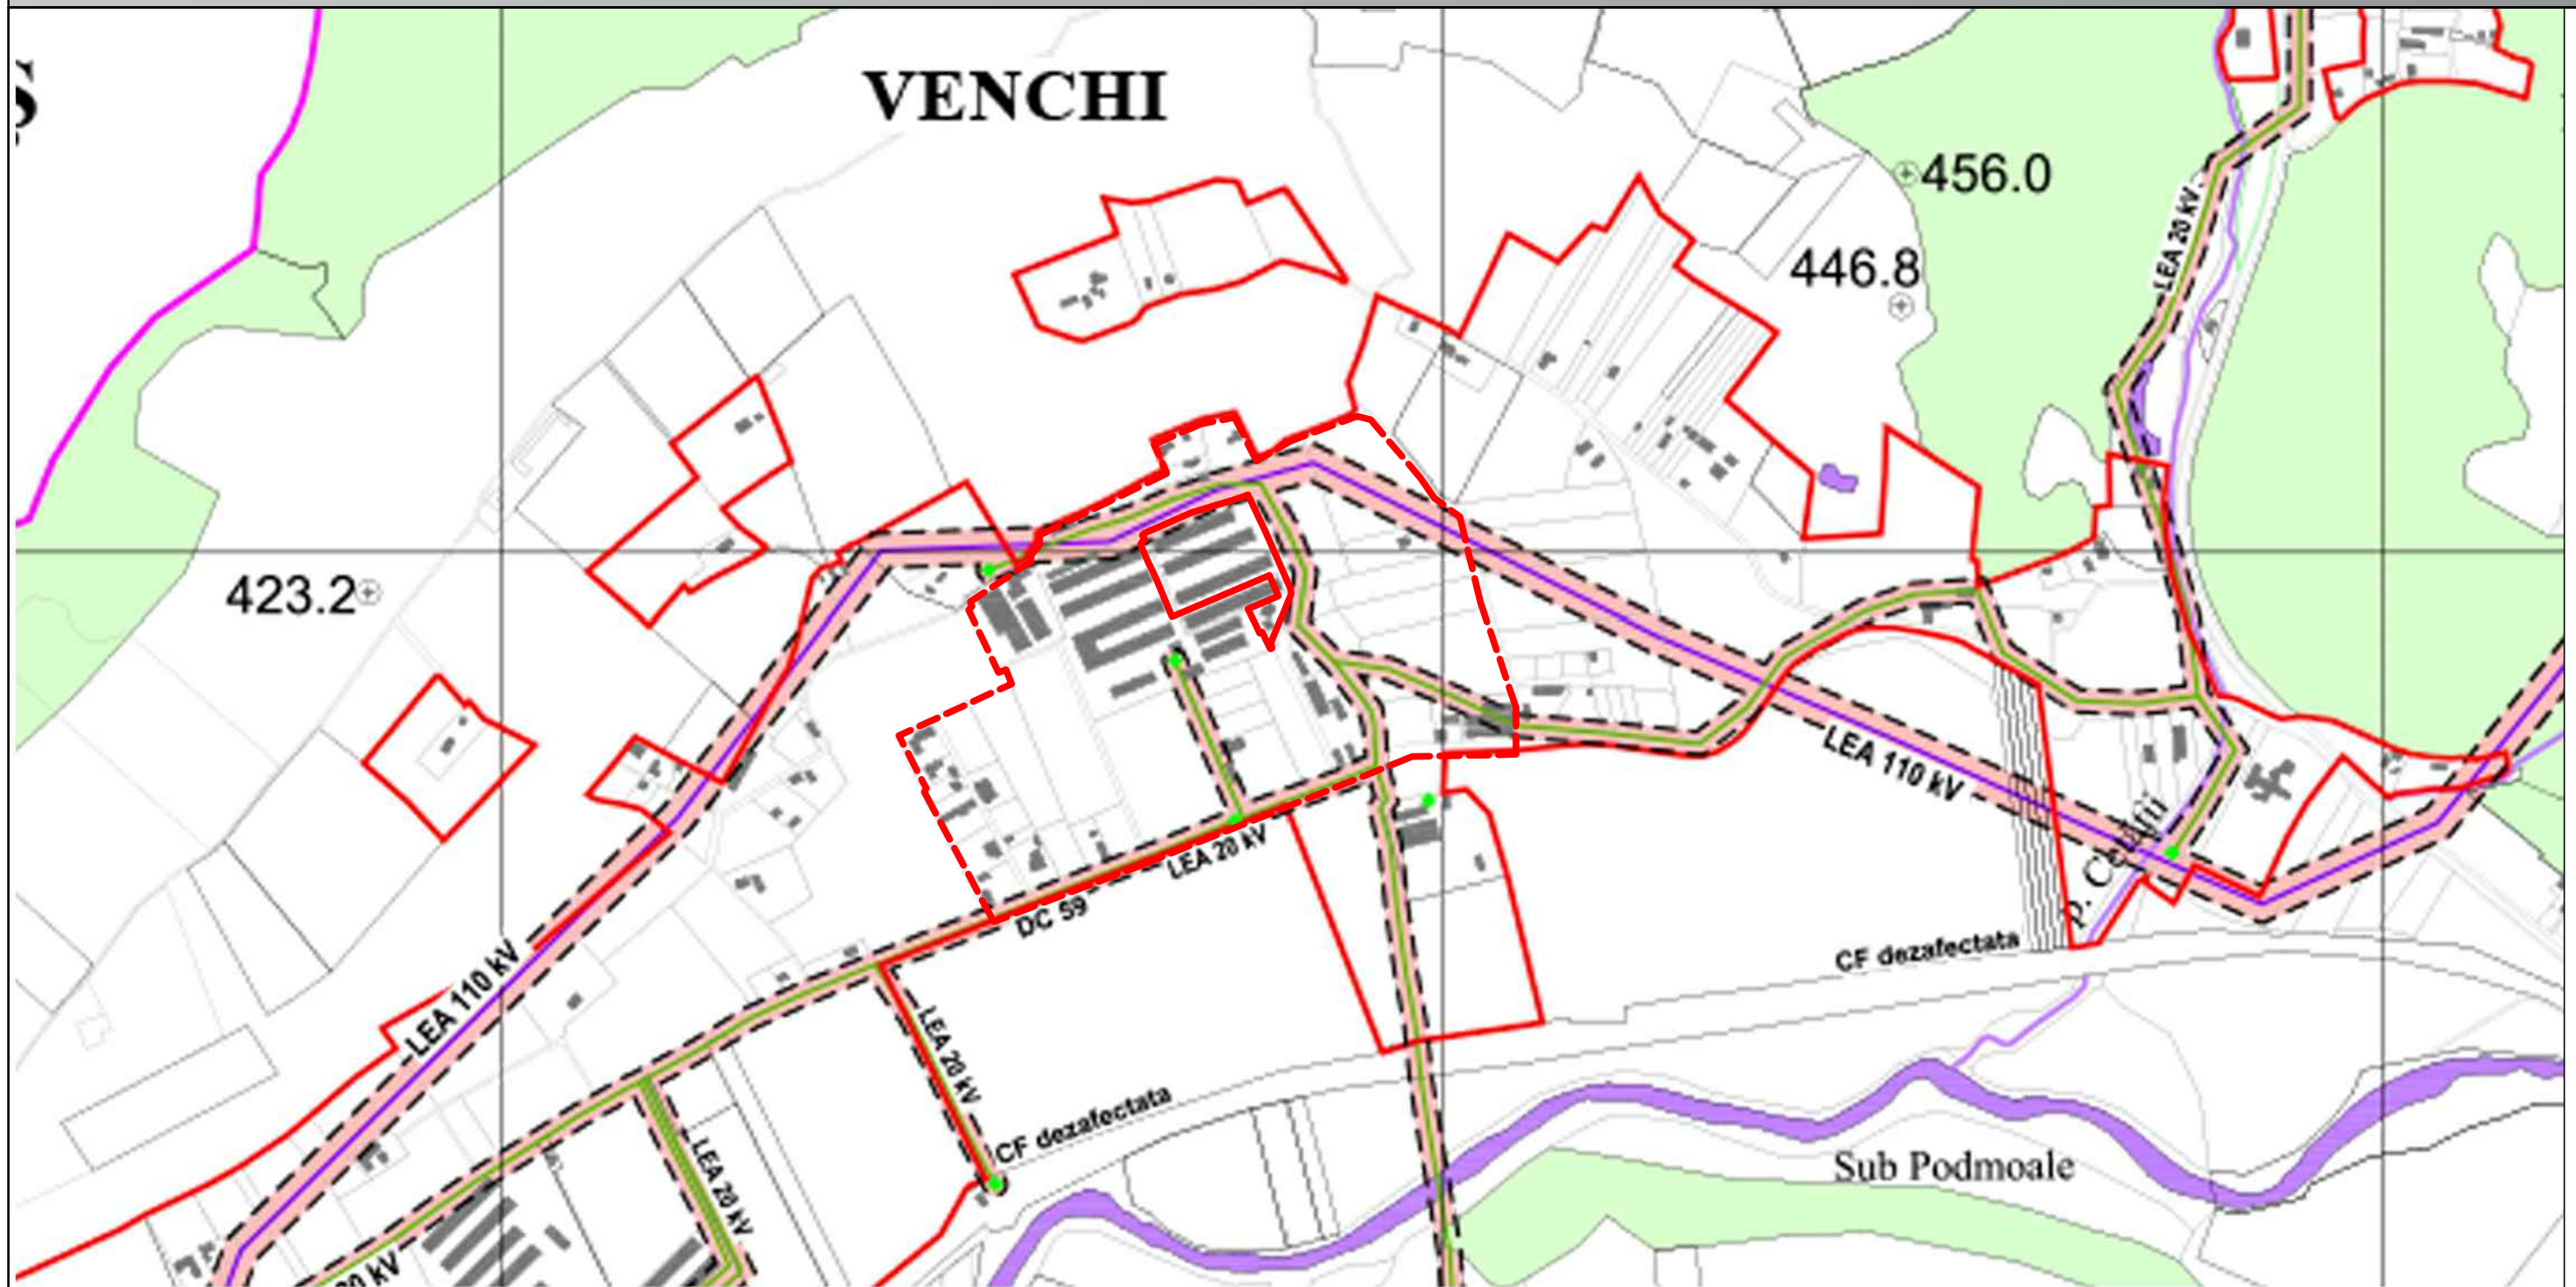 Ș
VENCHI
456.0
LEA 20 kV
446.8
423.2
LEA 110 kV
LEA 20 kV
DC 59
LEA 110 kV
CF dezafectata
LEA 20 kV
CF dezafectata
LEA 20 kV
Sub Podmoale
kV